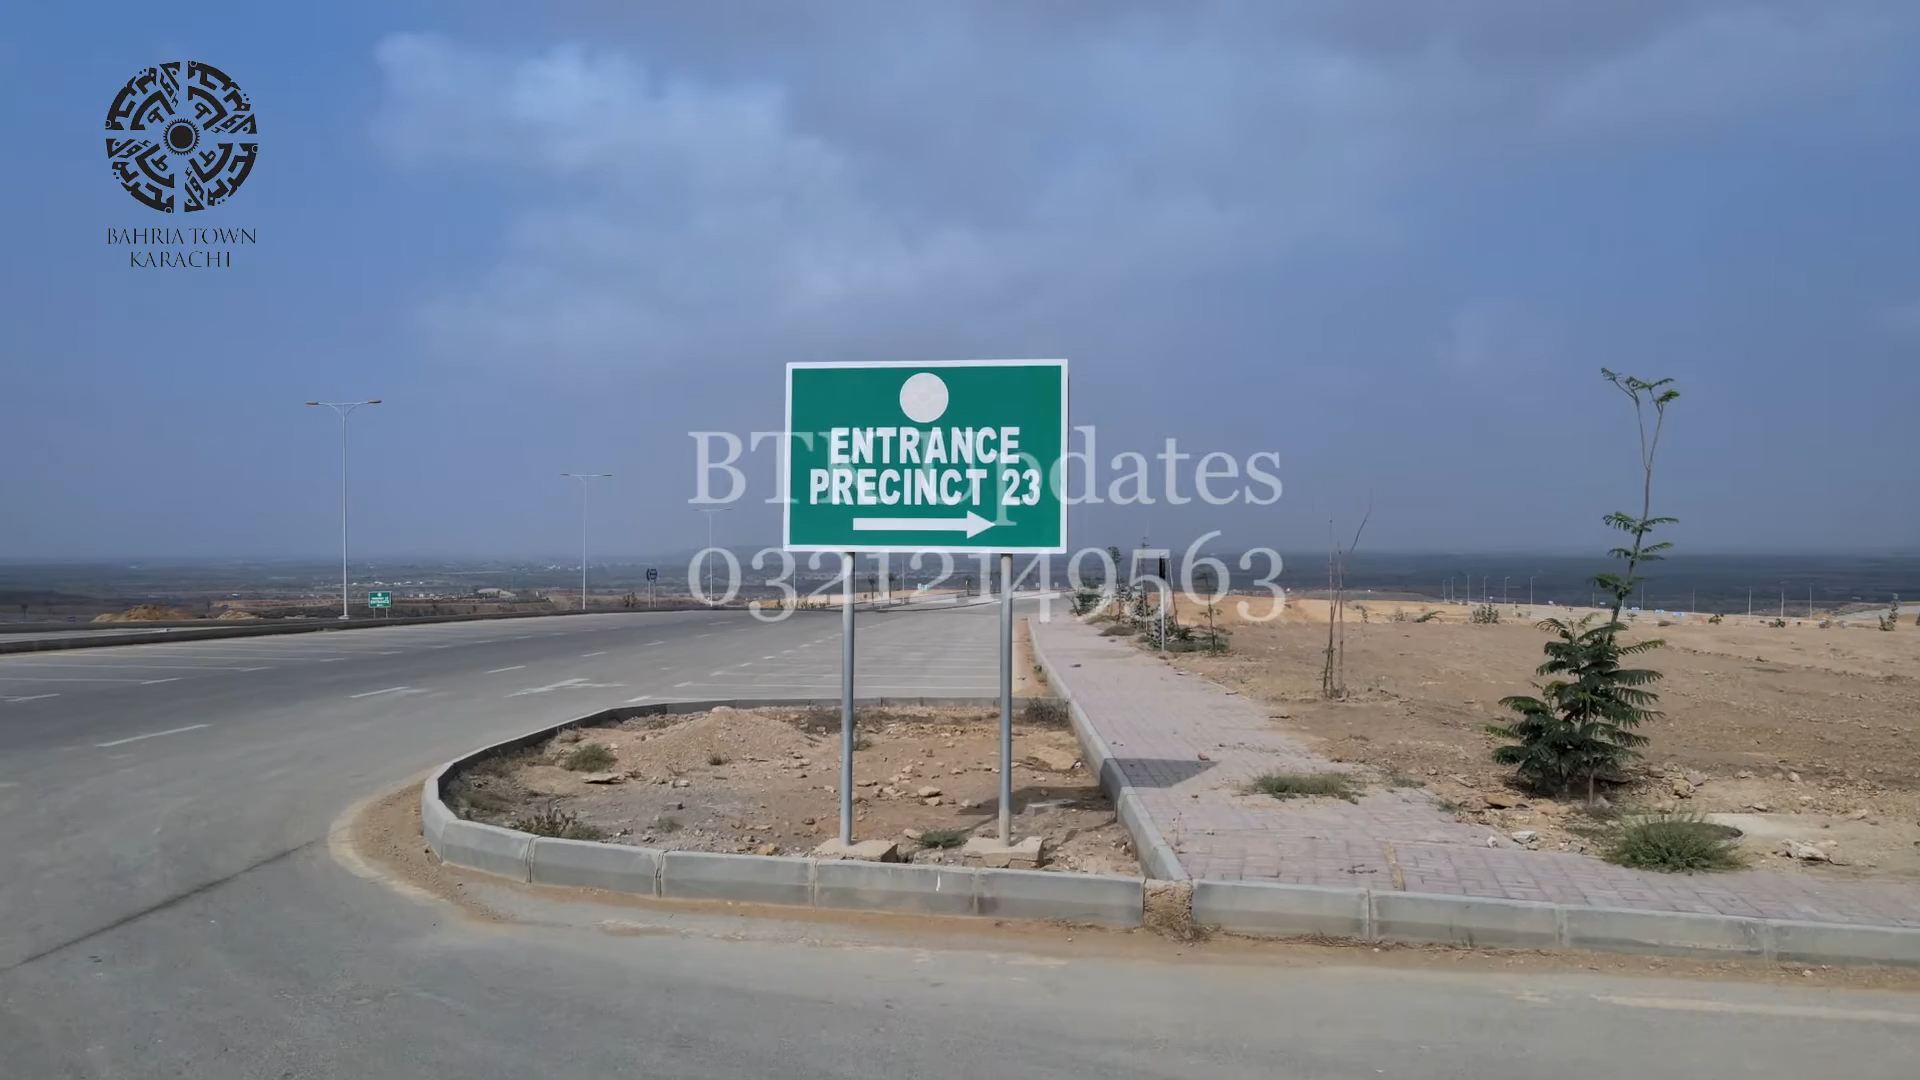 BAHRIA TOWN
KARACHI
ENTRANCE
PRECINCT 23
BTK Updates
03212149563